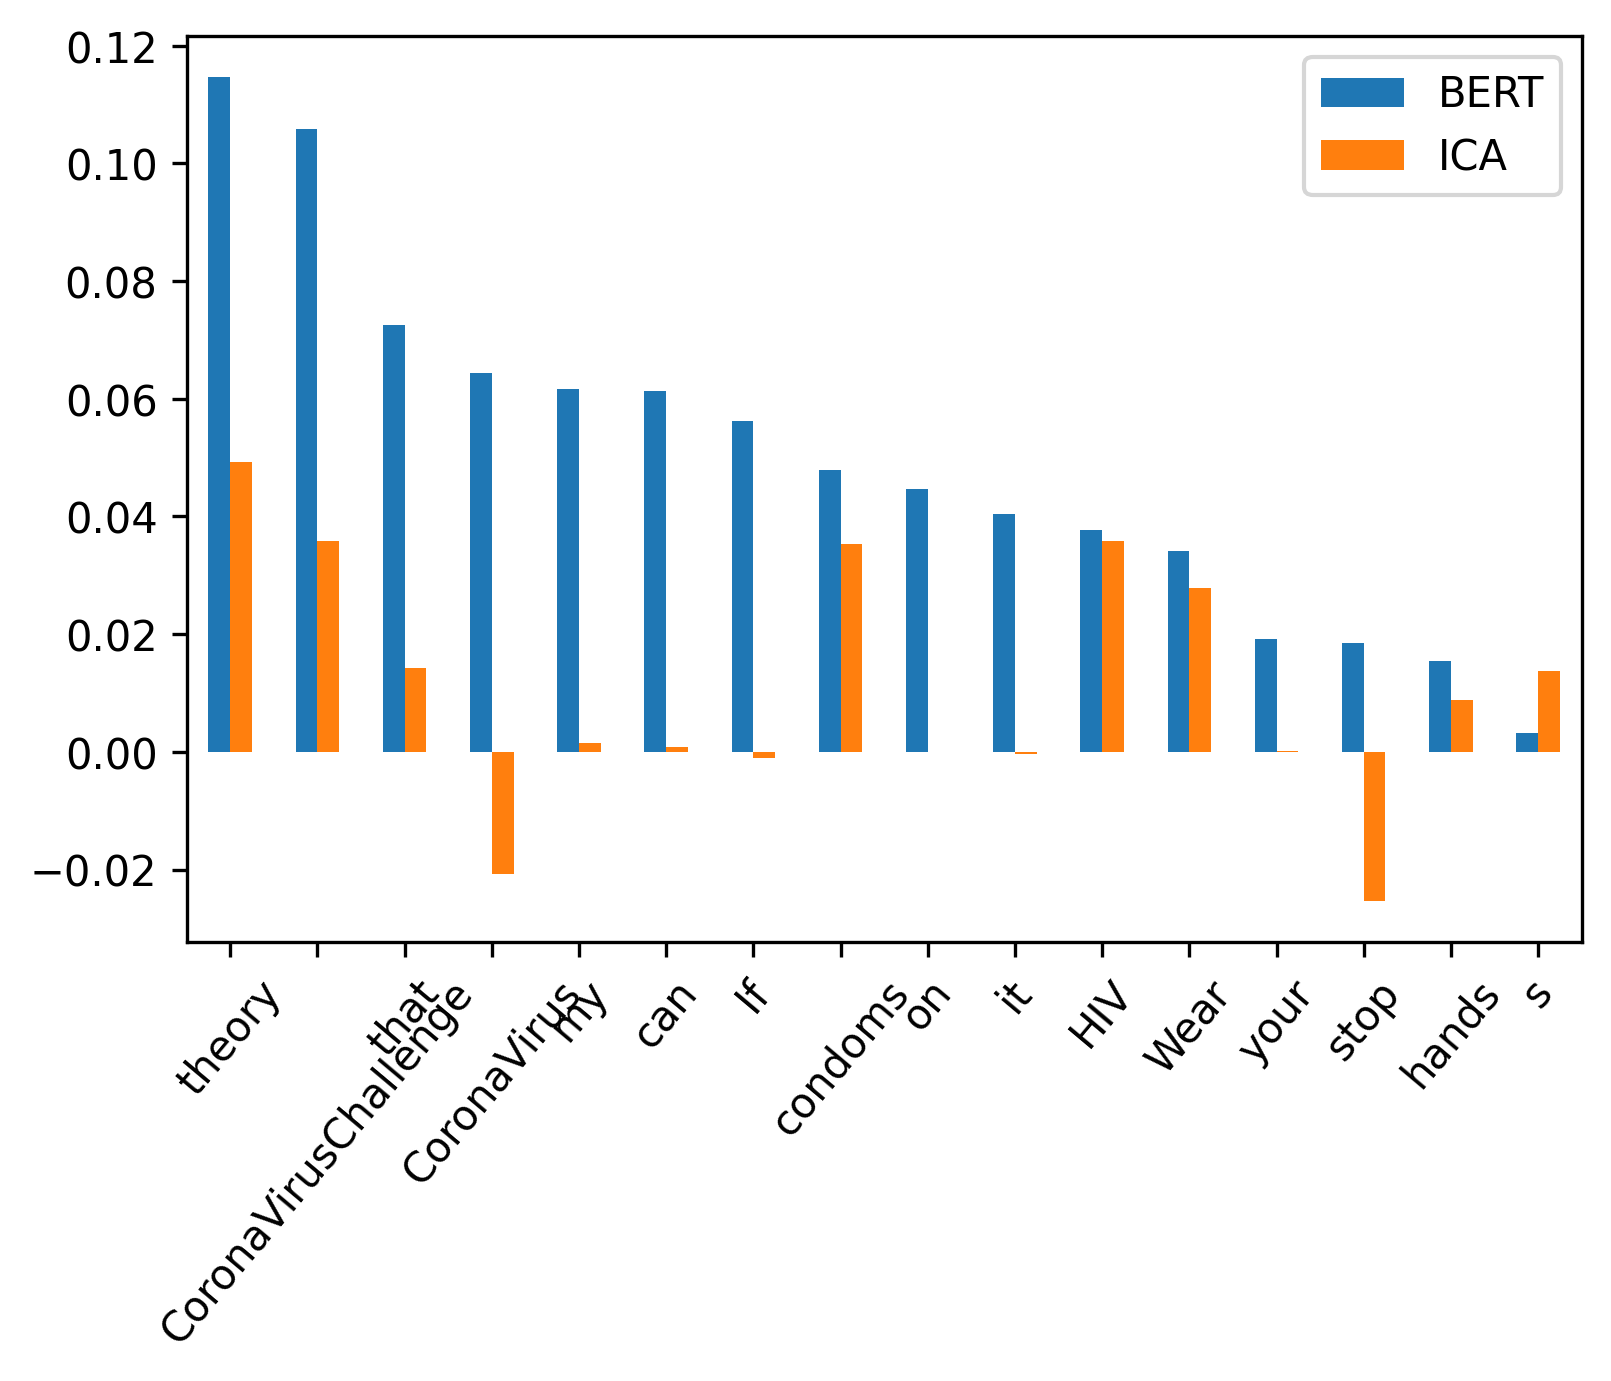 0.12
0.10
0.08
0.06
0.04
0.02
0.00
−0.02
BERT
ICA
theory
CoronaVirusChallenge
that
CoronaVirus
my
can
If
condoms
on
it
HIV
Wear
your
stop
hands
s